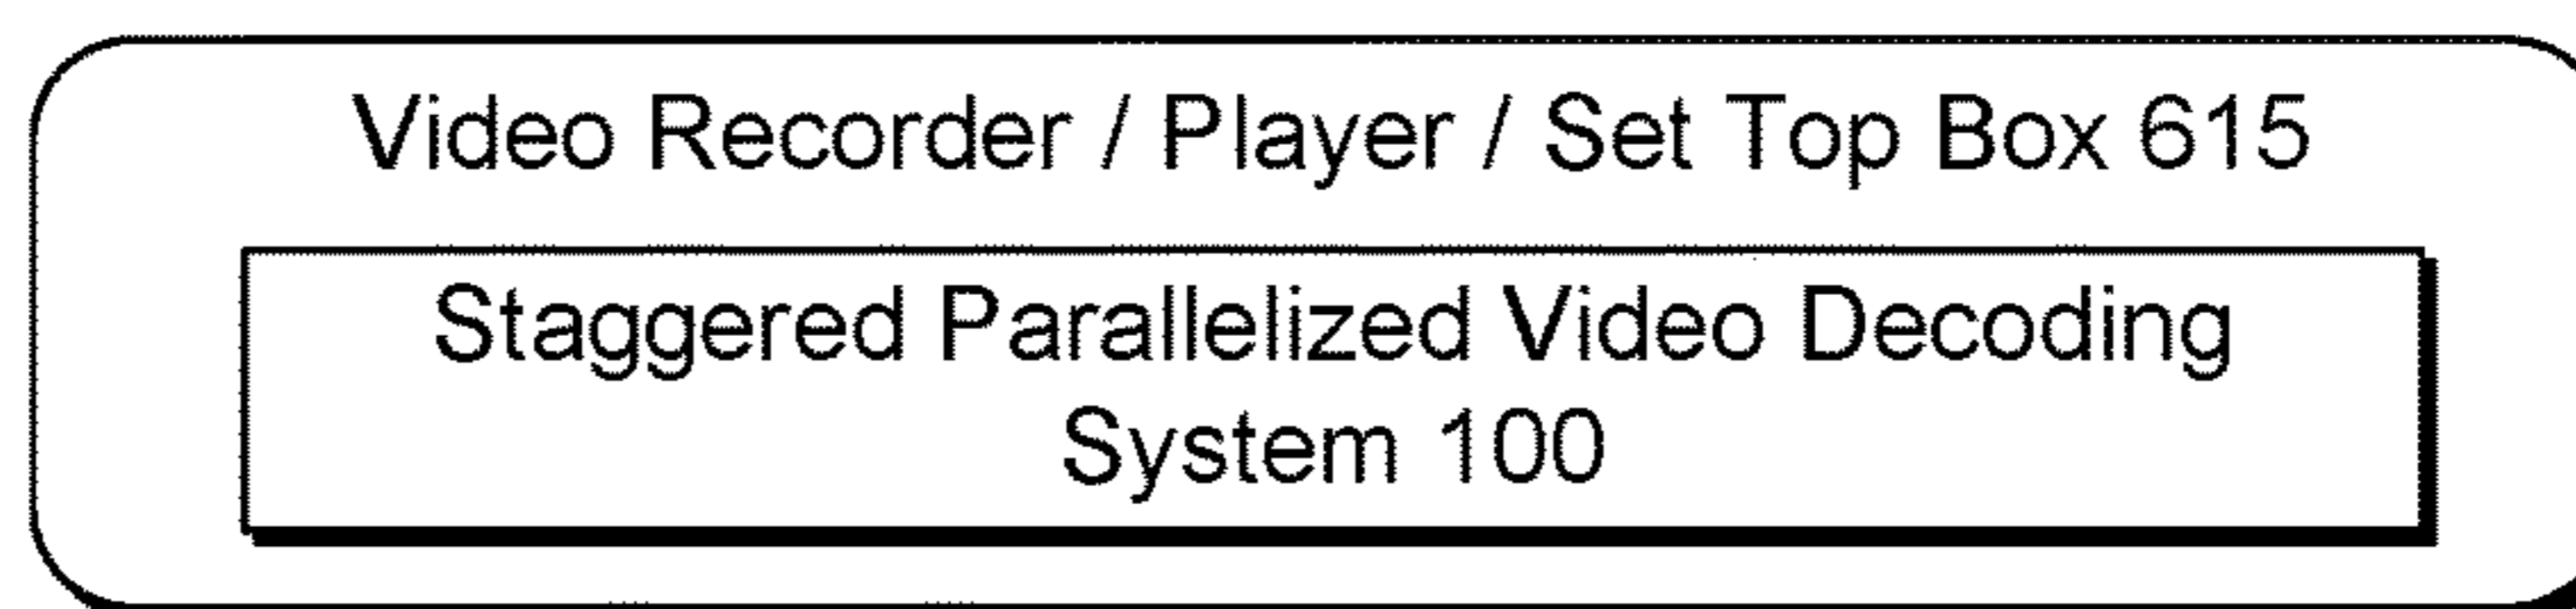 Video Recorder / Player / Set Top Box 615
Staggered Parallelized Video Decoding
System 100